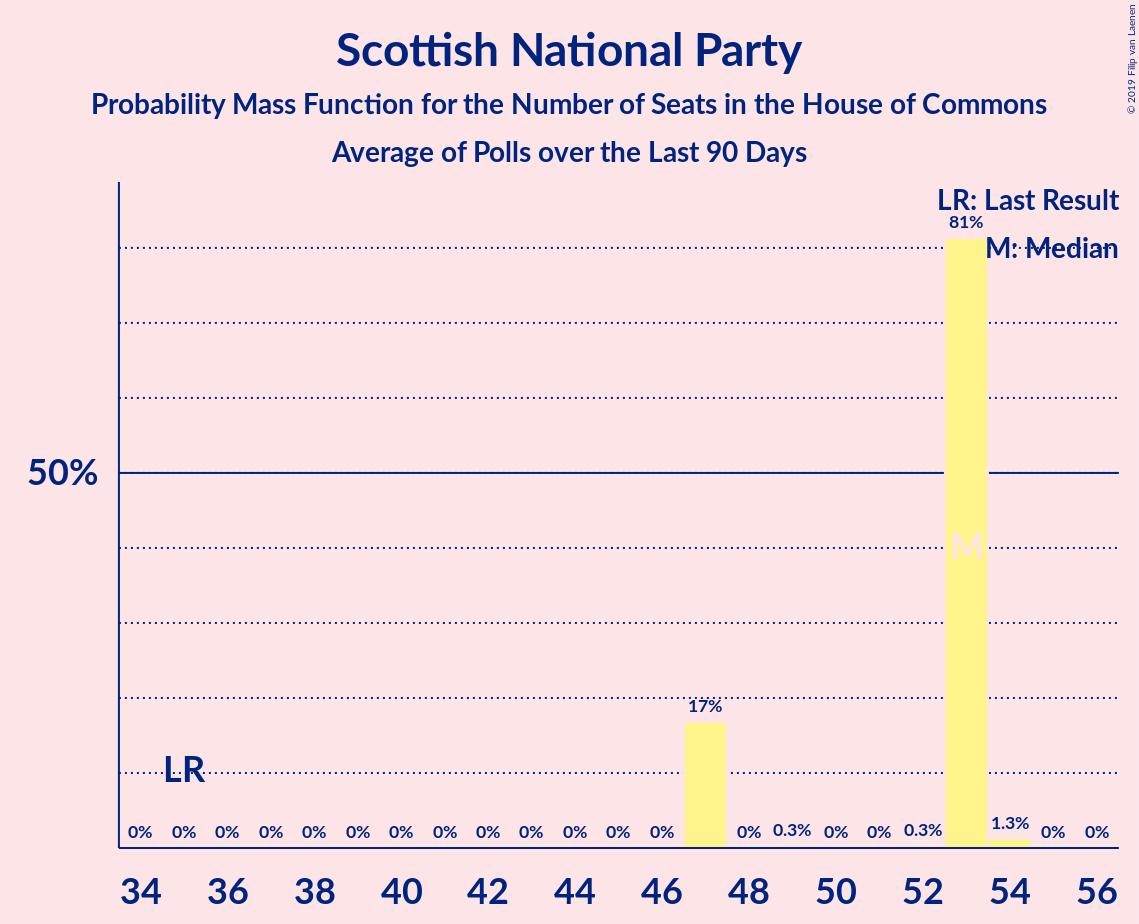 Scottish National Party
Probability Mass Function for the Number of Seats in the House of Commons
Average of Polls over the Last 90 Days
© 2019 Filip van Laenen
LR: Last Result
81%
M: Median
50%
M
17%
LR
0% 0% 0% 0% 0% 0% 0% 0% 0% 0% 0% 0% 0% 0% 0.3% 0% 0% 0.3% 1.3% 0% 0%
34 36 38 40 42 44 46 48 50 52 54 56